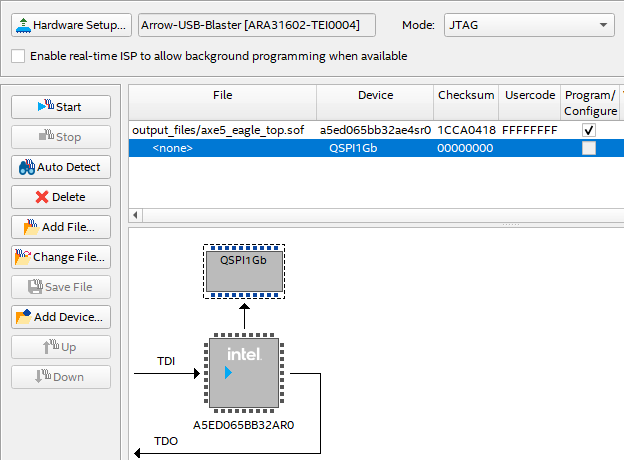 Hardware Setup...
Arrow-USB-Blaster [ARA31602-TEI0004]
Mode:
JTAG
Enable real-time ISP to allow background programming when available
Start
Stop
Auto Detect
Delete
Add File...
Change File...
Save File
Add Device...
Up
Down
File Device Checksum Usercode Program/
Configure
output_files/axe5_eagle_top.sof a5ed065bb32ae4sr0 1CCA0418 FFFFFFFF
<none> QSPI1Gb 00000000
QSPI1Gb
intel
TDI
A5ED065BB32AR0
TDO